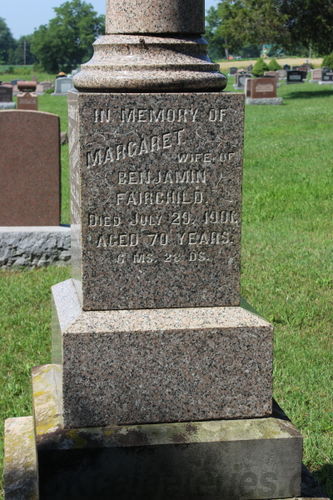 IN MEMORY OF
MARGARET
WIFE OF
BENJAMIN
FAIRCHILD.
DIED JULY 29, 1901.
AGED 70 YEARS.
6 MS. 28 DS.